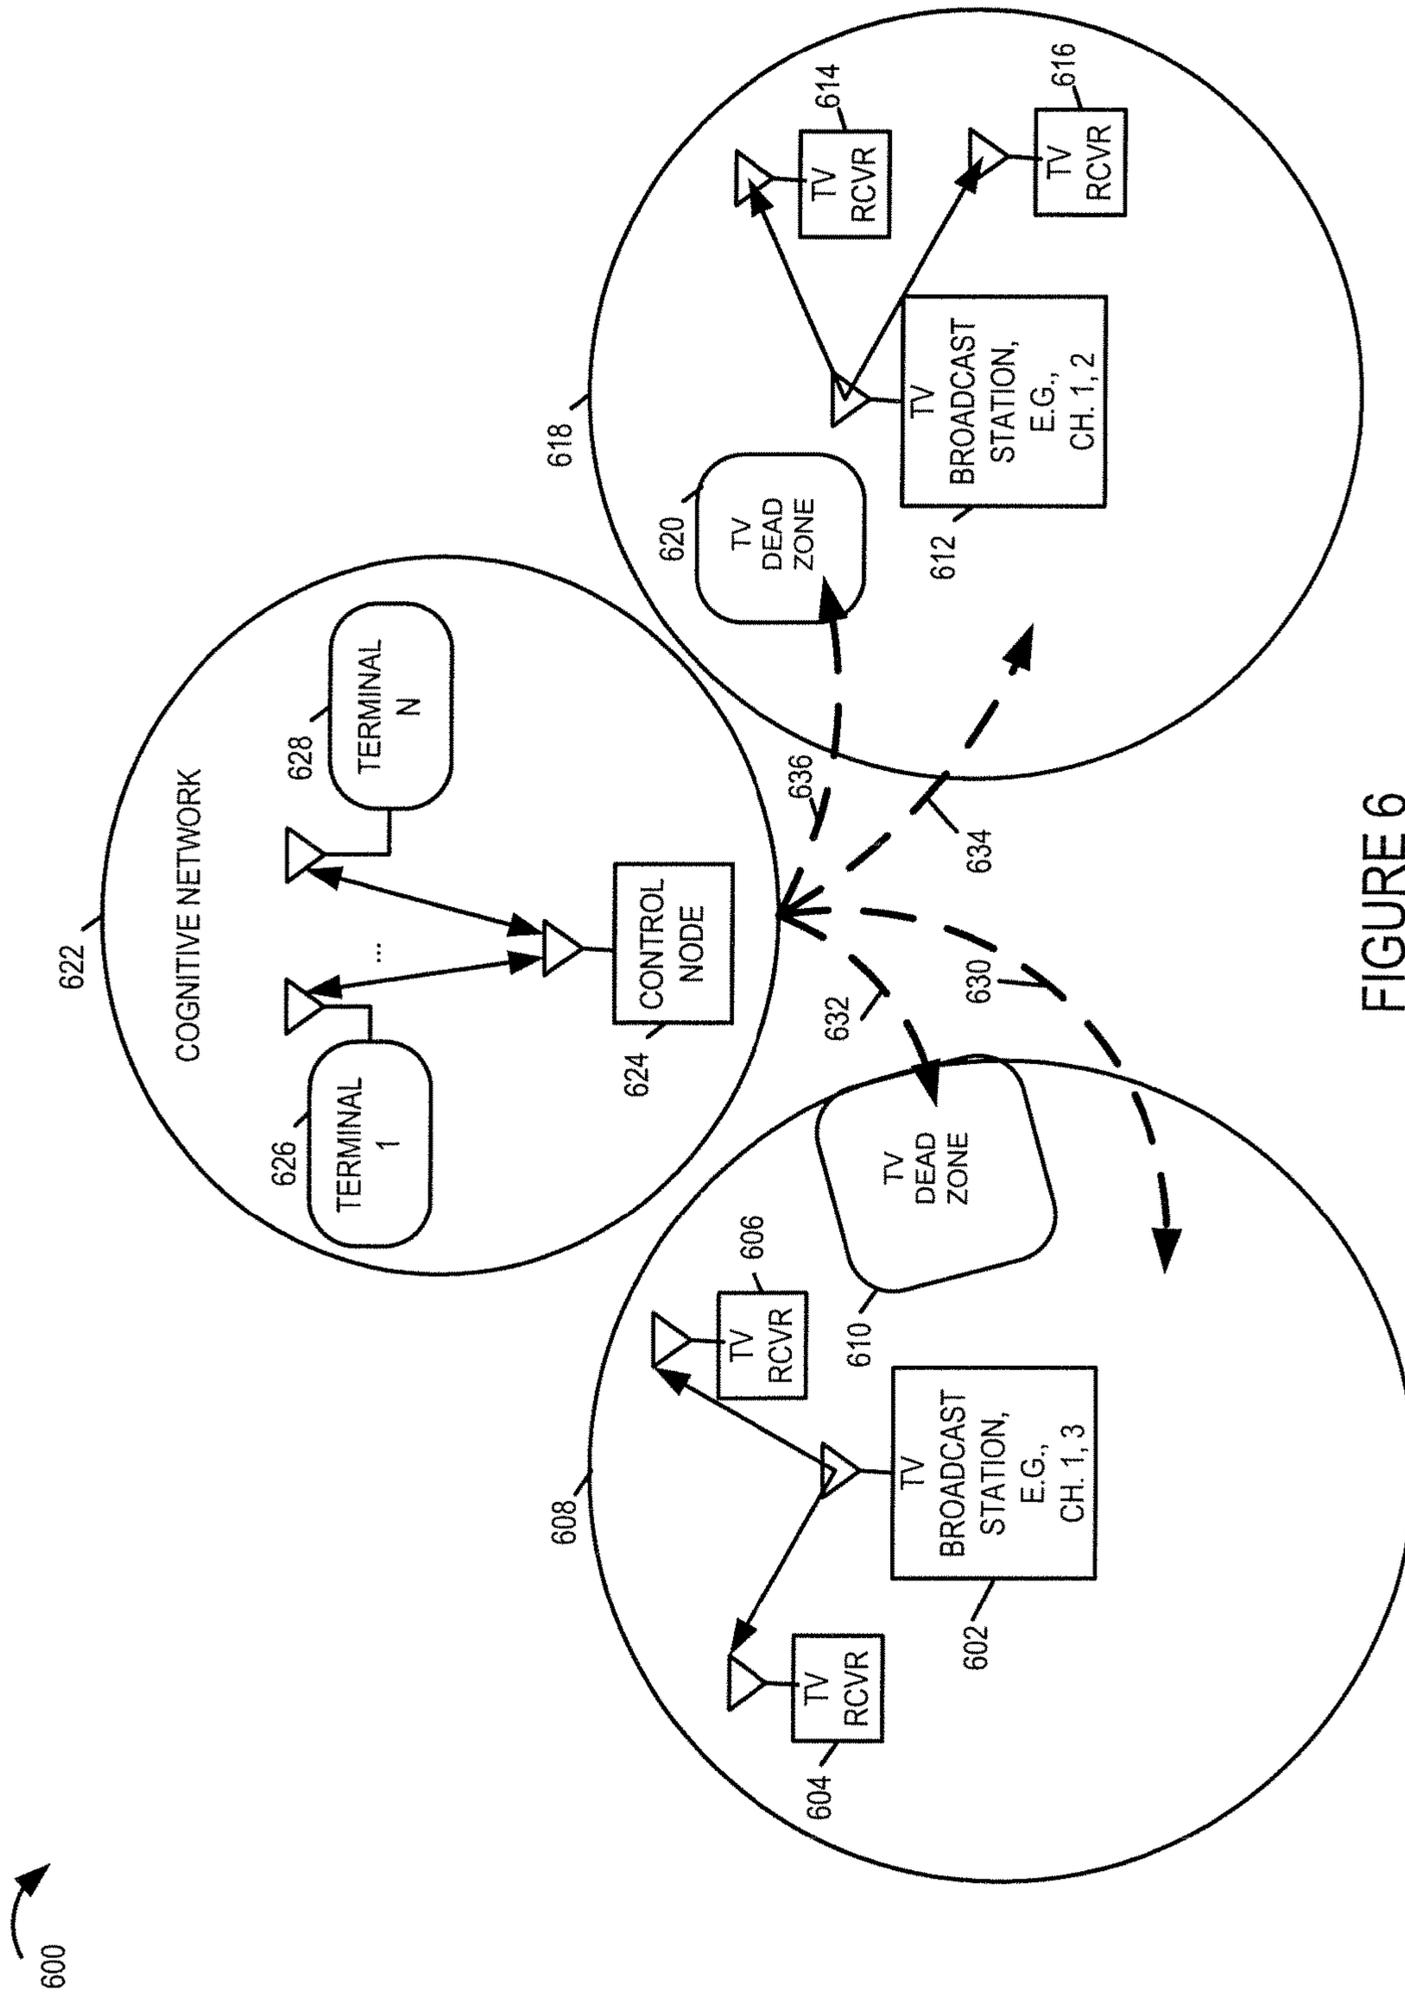 600
622
COGNITIVE NETWORK
626
TERMINAL
1
...
628
TERMINAL
N
624
CONTROL
NODE
608
604
TV
RCVR
606
TV
RCVR
602
TV
BROADCAST
STATION,
E.G.,
CH. 1, 3
610
TV
DEAD
ZONE
632
630
636
634
618
620
TV
DEAD
ZONE
612
TV
BROADCAST
STATION,
E.G.,
CH. 1, 2
614
TV
RCVR
616
TV
RCVR
FIGURE 6